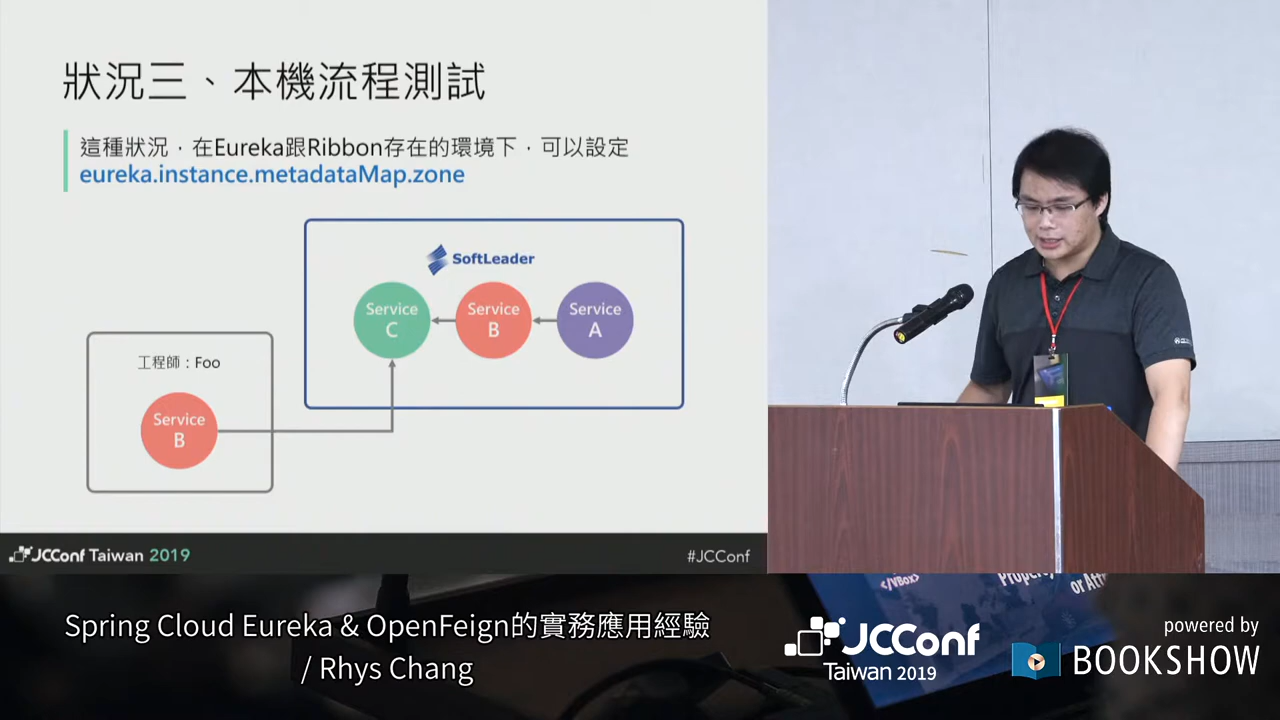 狀況三、本機流程測試
這種狀況，在Eureka跟Ribbon存在的環境下，可以設定
eureka.instance.metadataMap.zone
SoftLeader
Service
C
Service
B
Service
A
工程師：Foo
Service
B
JCConf Taiwan 2019
#JCConf
</VBox>
Property
or Att
Spring Cloud Eureka & OpenFeign的實務應用經驗
/ Rhys Chang
JCConf
Taiwan 2019
powered by
BOOKSHOW